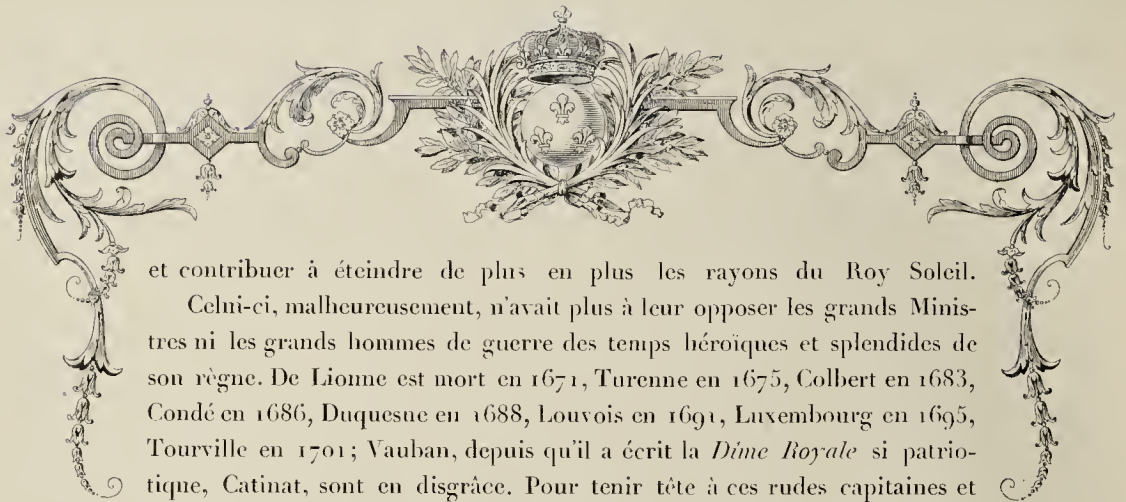 et contribuer à éteindre de plus en plus les rayons du Roy Soleil.
Celui-ci, malheureusement, n'avait plus à leur opposer les grands Minis-
tres ni les grands hommes de guerre des temps héroïques et splendides de
son règne. De Lionne est mort en 1671, Turenne en 1675, Colbert en 1683,
Condé en 1686, Duquesne en 1688, Louvois en 1691, Luxembourg en 1695,
Tourville en 1701; Vauban, depuis qu'il a écrit la Dîme Royale si patrio-
tique, Catinat, sont en disgrâce. Pour tenir tête à ces rudes capitaines et